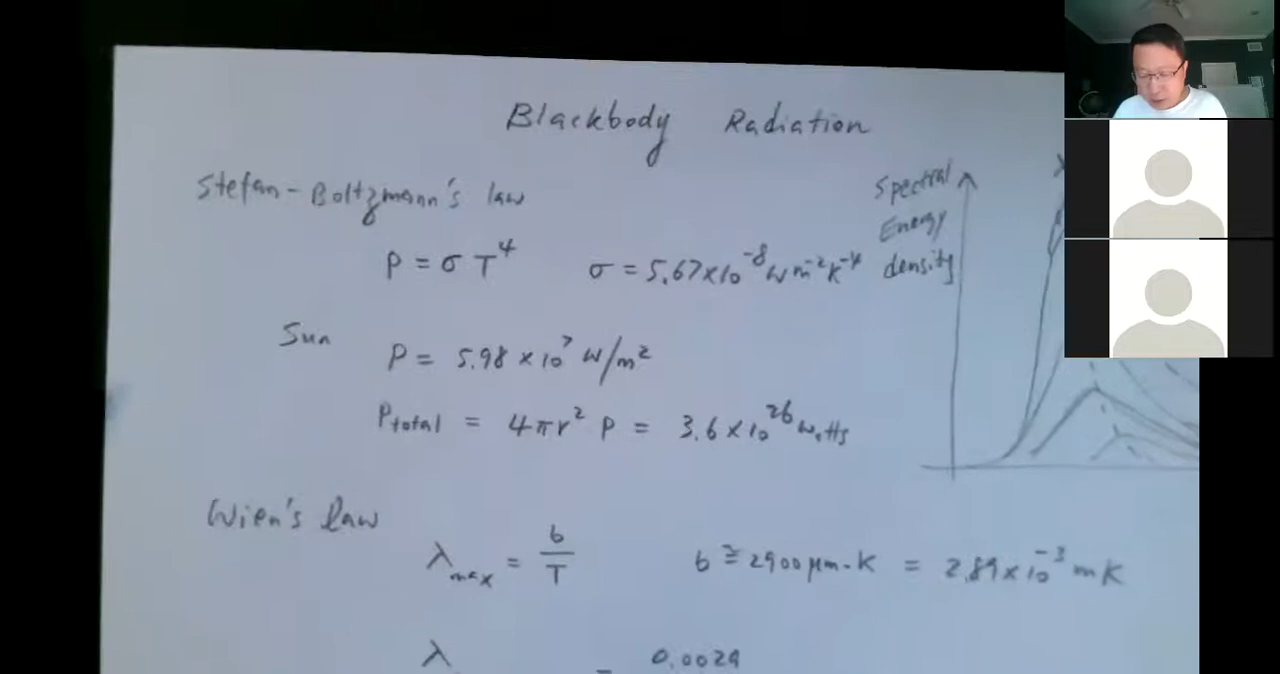 Blackbody Radiation
Stefan-Boltzmann's law
P = σ T⁴ σ = 5.67×10⁻⁸ W m⁻² K⁻⁴
Spectral
Energy
density
Sun
P = 5.98 × 10⁷ W/m²
P_total = 4πr² P = 3.6 × 10²⁶ watts
Wien's law
λ_max = b/T b ≅ 2900 μm·K = 2.89 × 10⁻³ m K
λ = 0.0029